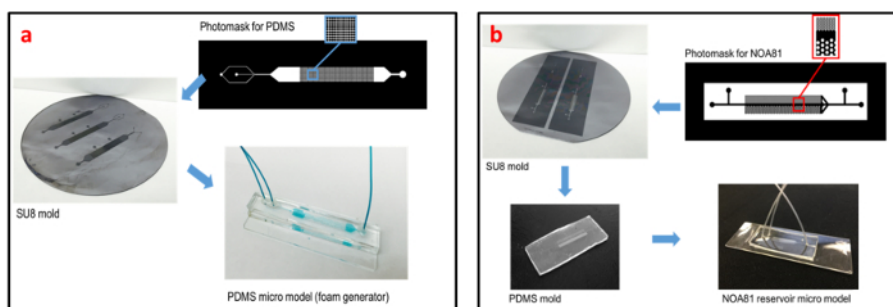 a
Photomask for PDMS
SU8 mold
PDMS micro model (foam generator)
b
Photomask for NOA81
SU8 mold
PDMS mold
NOA81 reservoir micro model